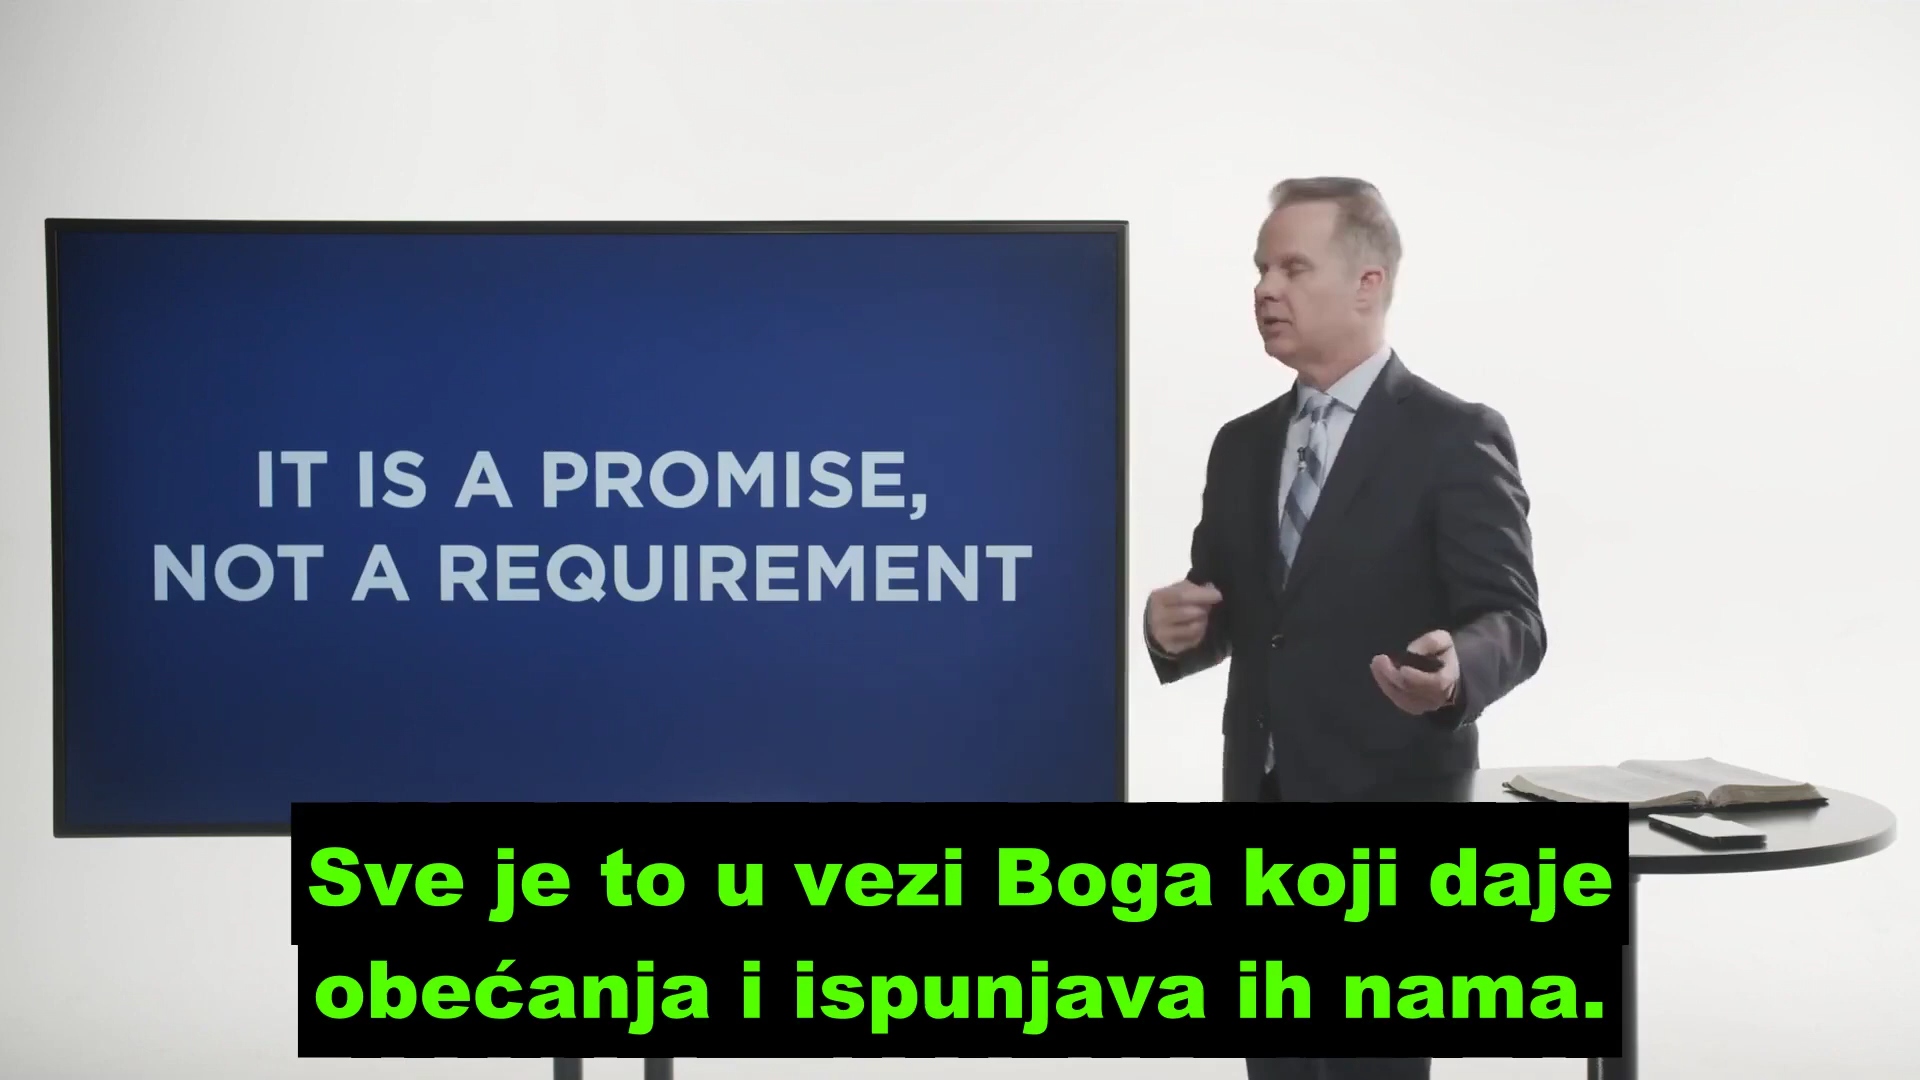 IT IS A PROMISE,
NOT A REQUIREMENT
Sve je to u vezi Boga koji daje
obećanja i ispunjava ih nama.